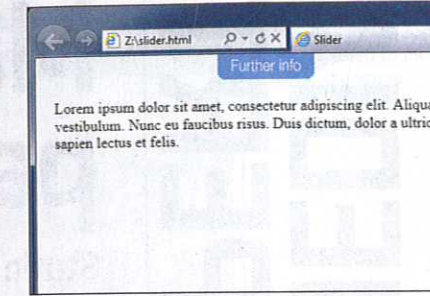 Z:\slider.html
Slider
Further info
Lorem ipsum dolor sit amet, consectetur adipiscing elit. Aliqua
vestibulum. Nunc eu faucibus risus. Duis dictum, dolor a ultric
sapien lectus et felis.